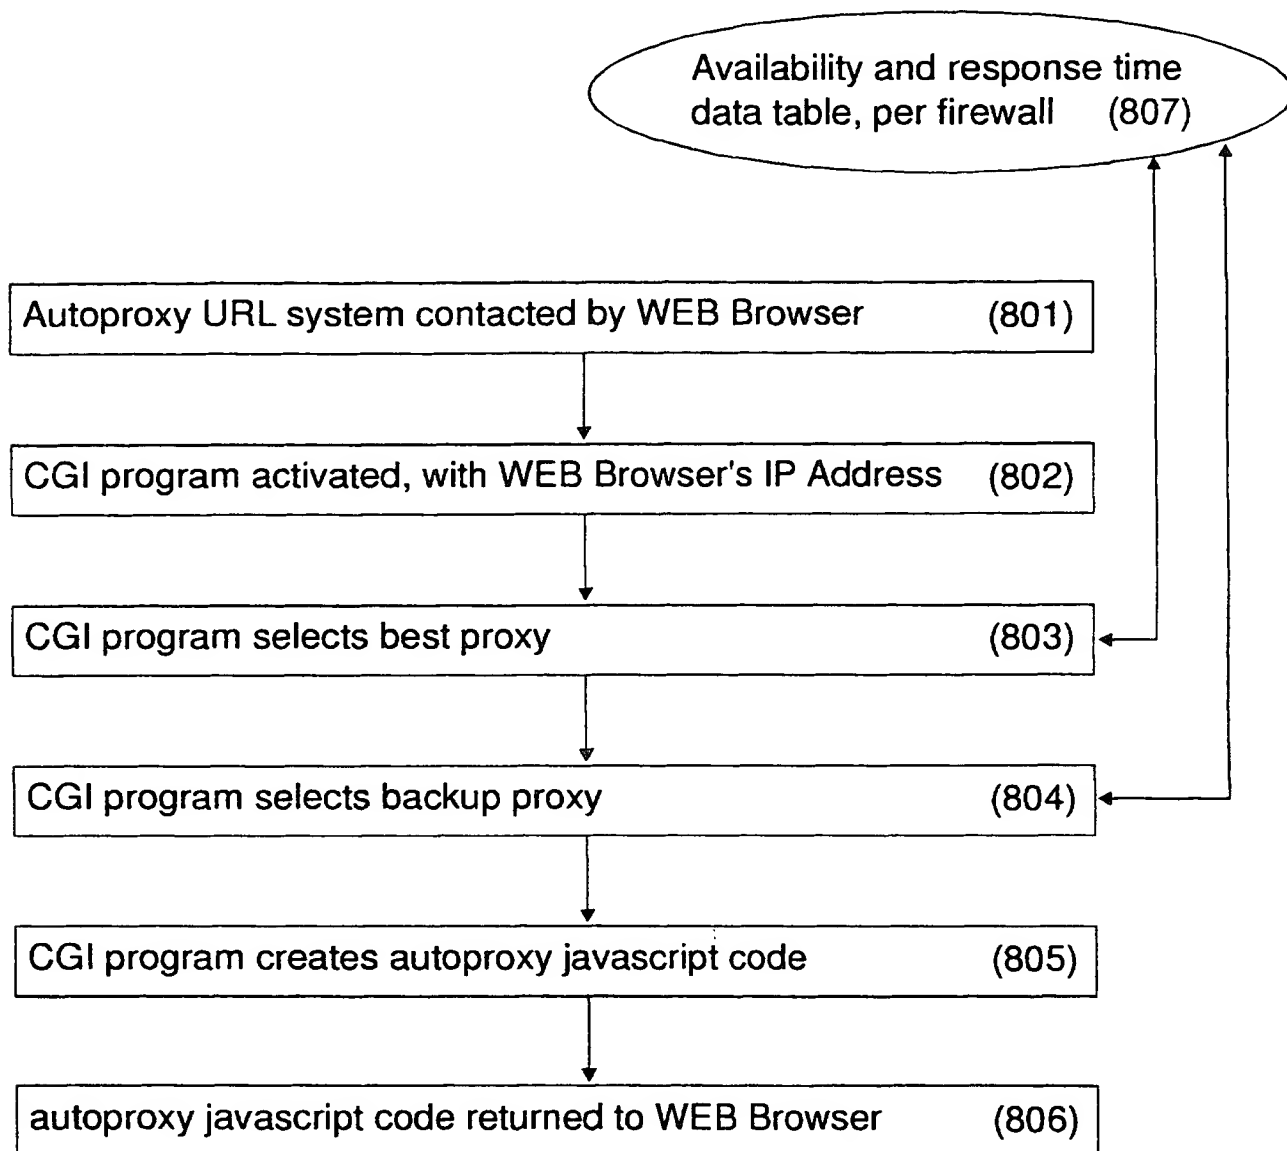 Availability and response time
data table, per firewall (807)
Autoproxy URL system contacted by WEB Browser (801)
CGI program activated, with WEB Browser's IP Address (802)
CGI program selects best proxy (803)
CGI program selects backup proxy (804)
CGI program creates autoproxy javascript code (805)
autoproxy javascript code returned to WEB Browser (806)